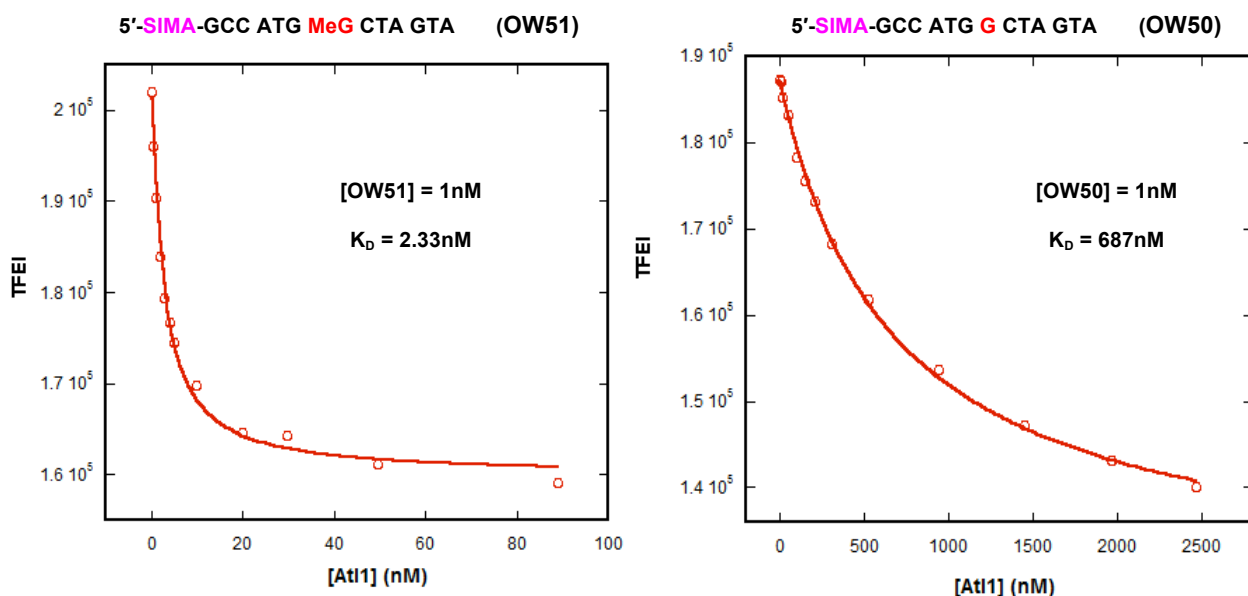 5′-SIMA-GCC ATG MeG CTA GTA (OW51)
2 10⁵
1.9 10⁵
1.8 10⁵
1.7 10⁵
1.6 10⁵
TFEI
[OW51] = 1nM
K_D = 2.33nM
0 20 40 60 80 100
[Atl1] (nM)
5′-SIMA-GCC ATG G CTA GTA (OW50)
1.9 10⁵
1.8 10⁵
1.7 10⁵
1.6 10⁵
1.5 10⁵
1.4 10⁵
TFEI
[OW50] = 1nM
K_D = 687nM
0 500 1000 1500 2000 2500
[Atl1] (nM)